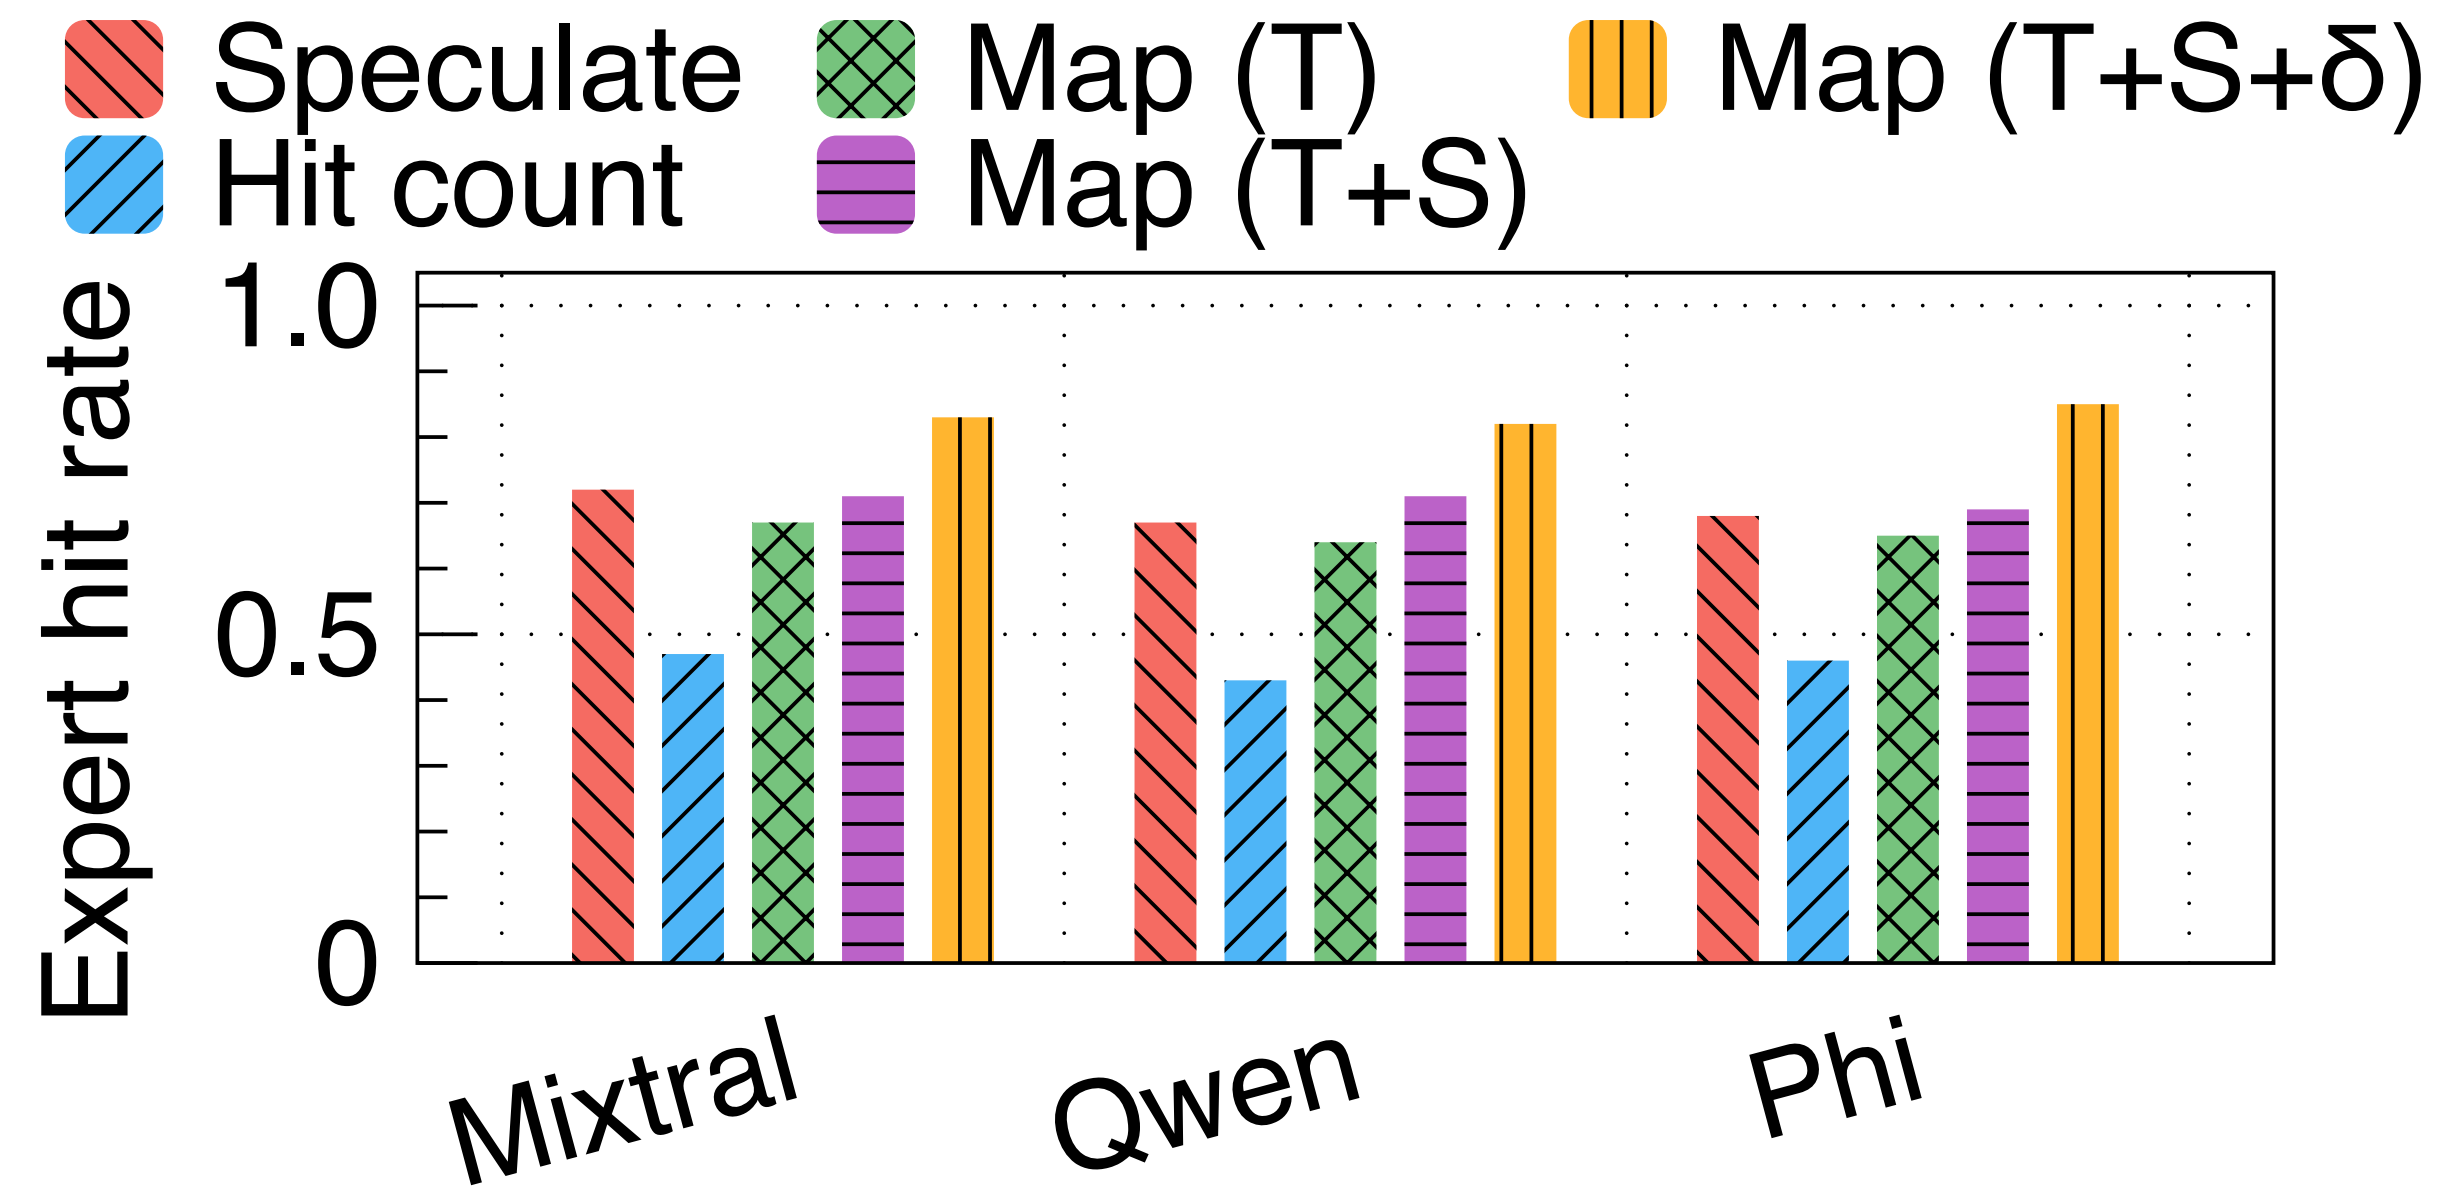 Speculate
Map (T)
Map (T+S+δ)
Hit count
Map (T+S)
Expert hit rate
1.0
0.5
0
Mixtral
Qwen
Phi